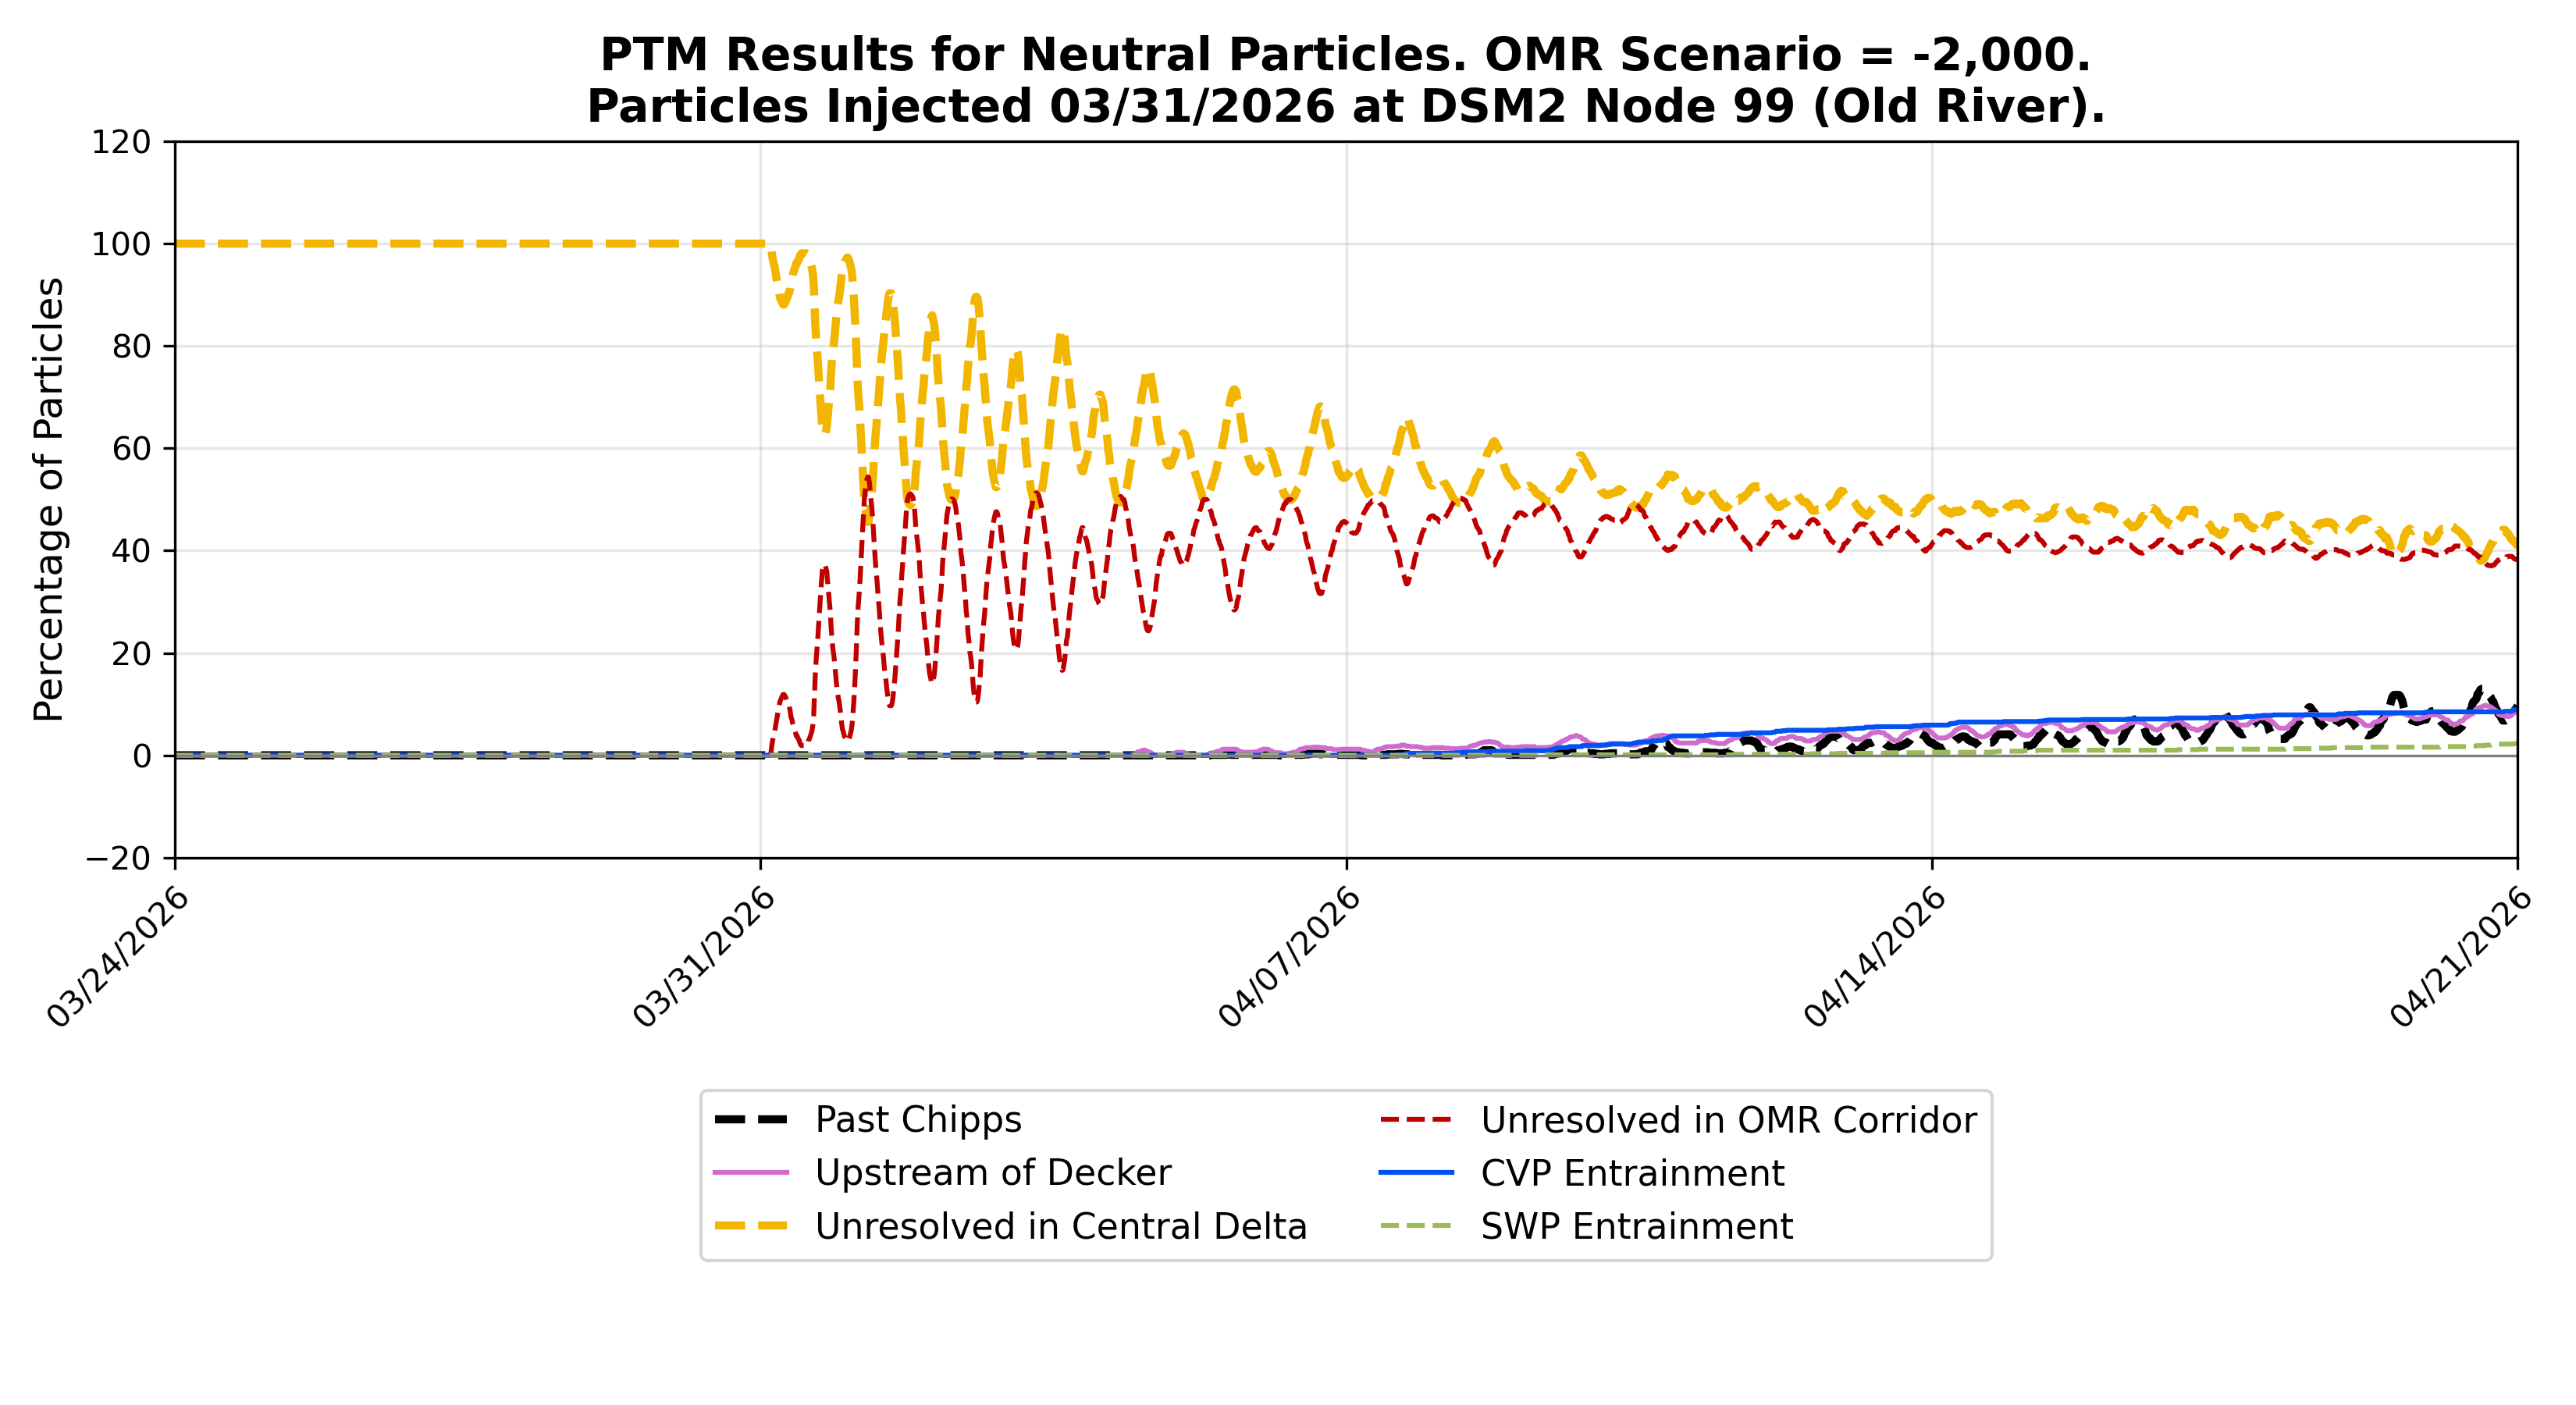 PTM Results for Neutral Particles. OMR Scenario = -2,000.
Particles Injected 03/31/2026 at DSM2 Node 99 (Old River).
Percentage of Particles
120
100
80
60
40
20
0
−20
03/24/2026
03/31/2026
04/07/2026
04/14/2026
04/21/2026
Past Chipps
Upstream of Decker
Unresolved in Central Delta
Unresolved in OMR Corridor
CVP Entrainment
SWP Entrainment